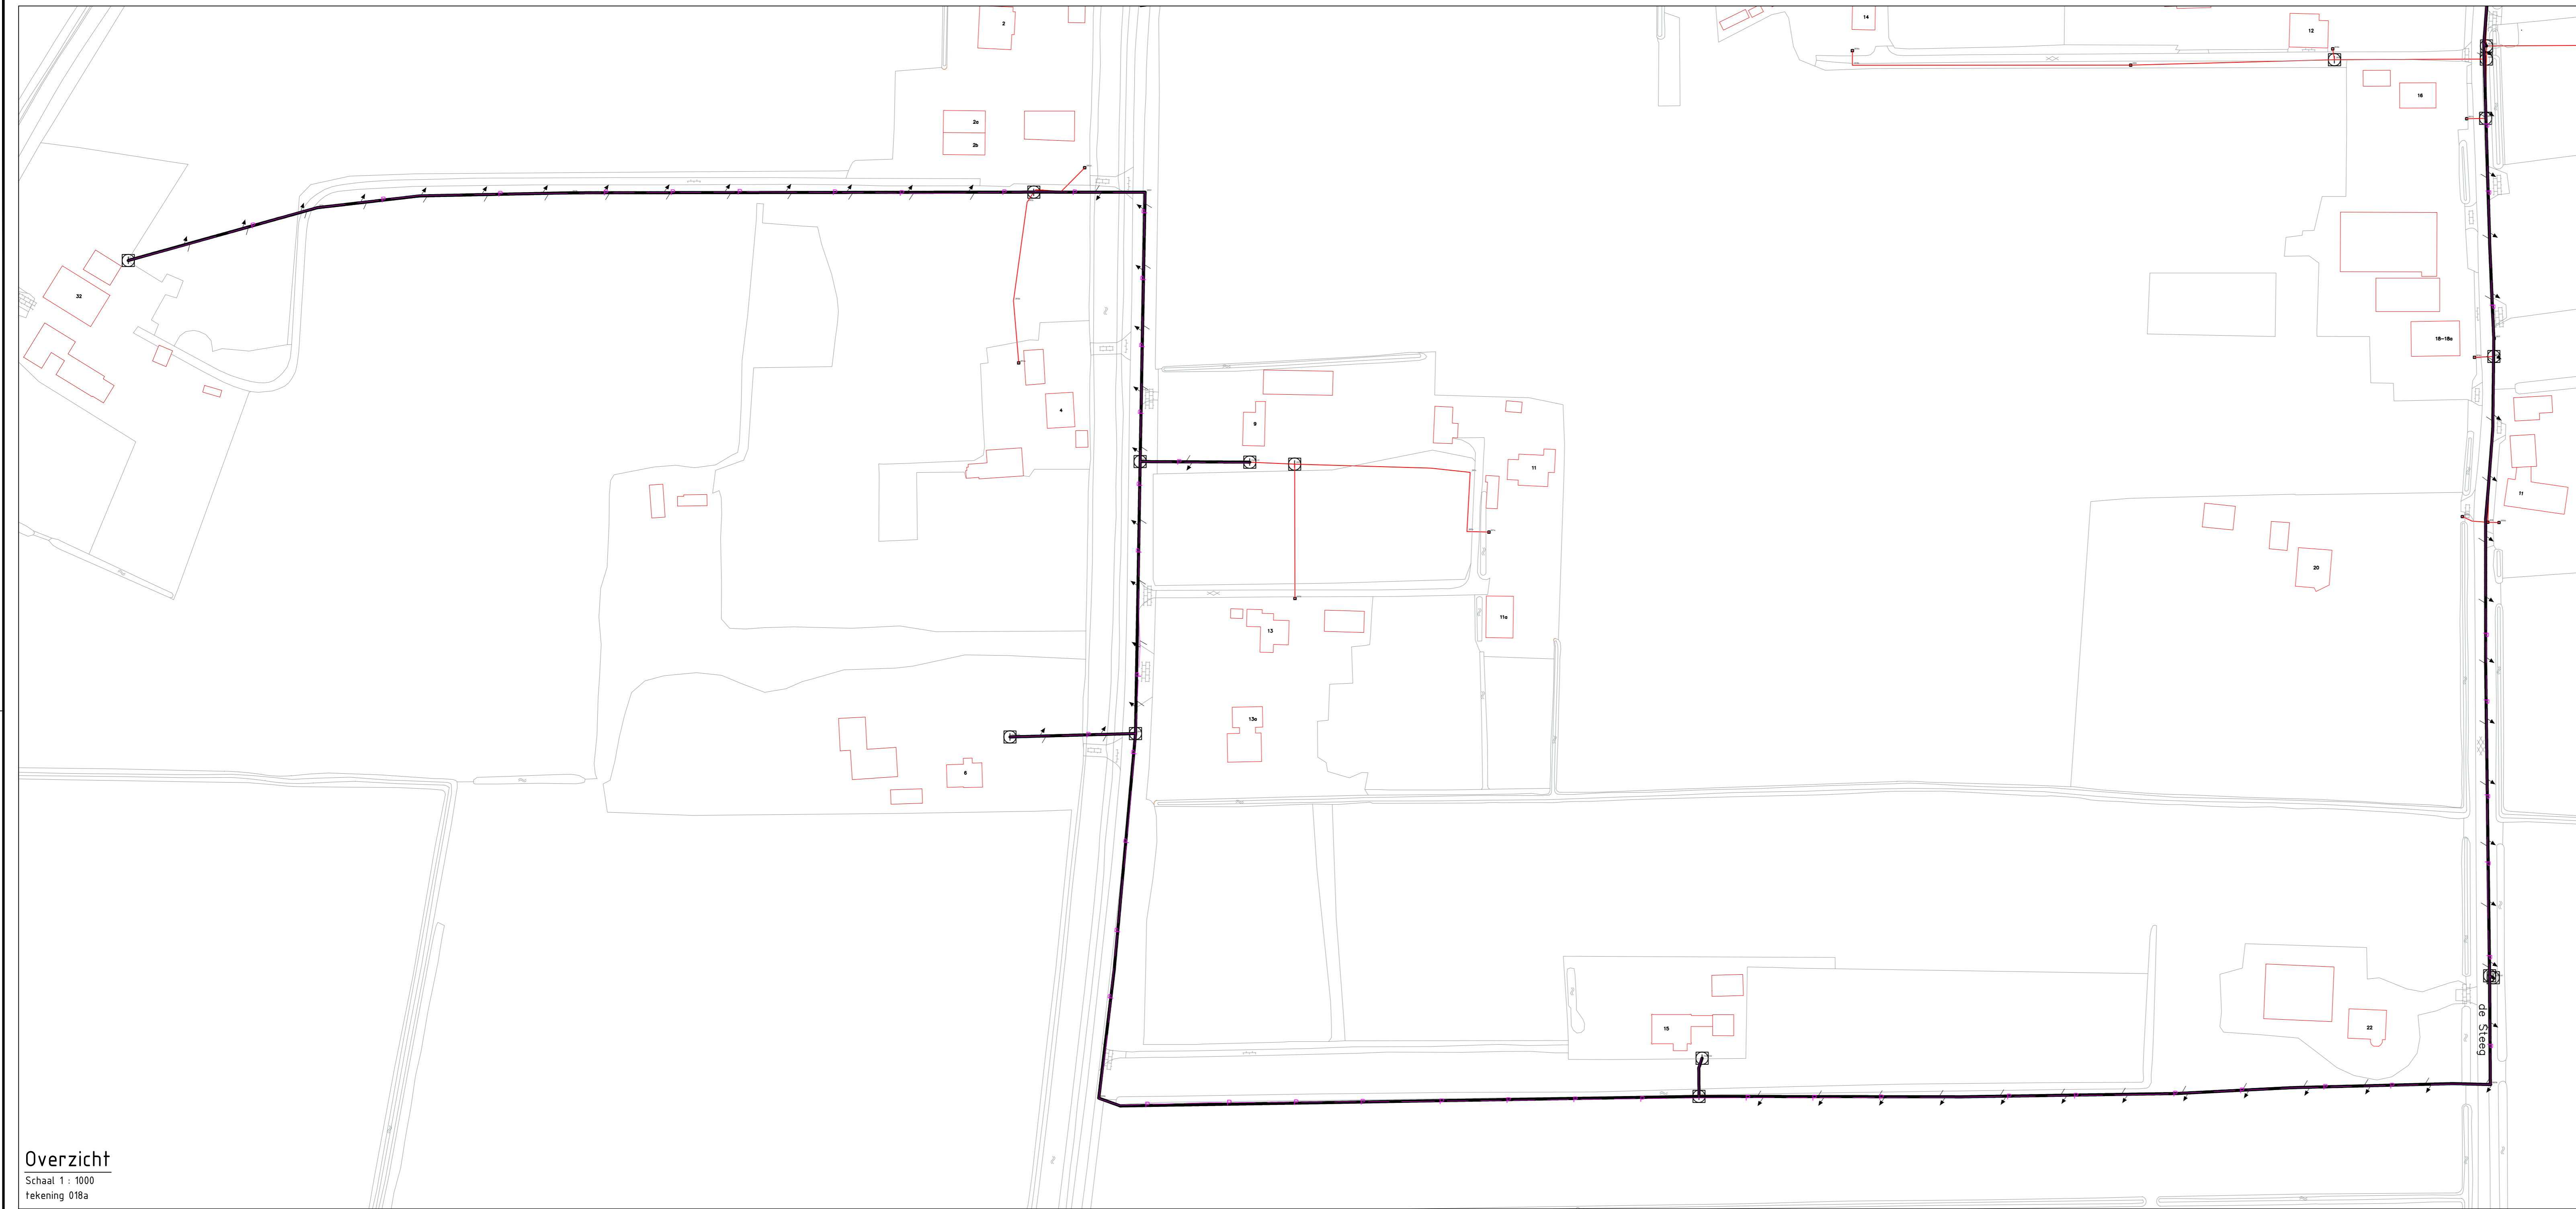 2
14
12
16
2a
2b
32
18-18a
4
9
11
11
20
13
11a
13a
6
15
22
de Steeg
Overzicht
Schaal 1 : 1000
tekening 018a